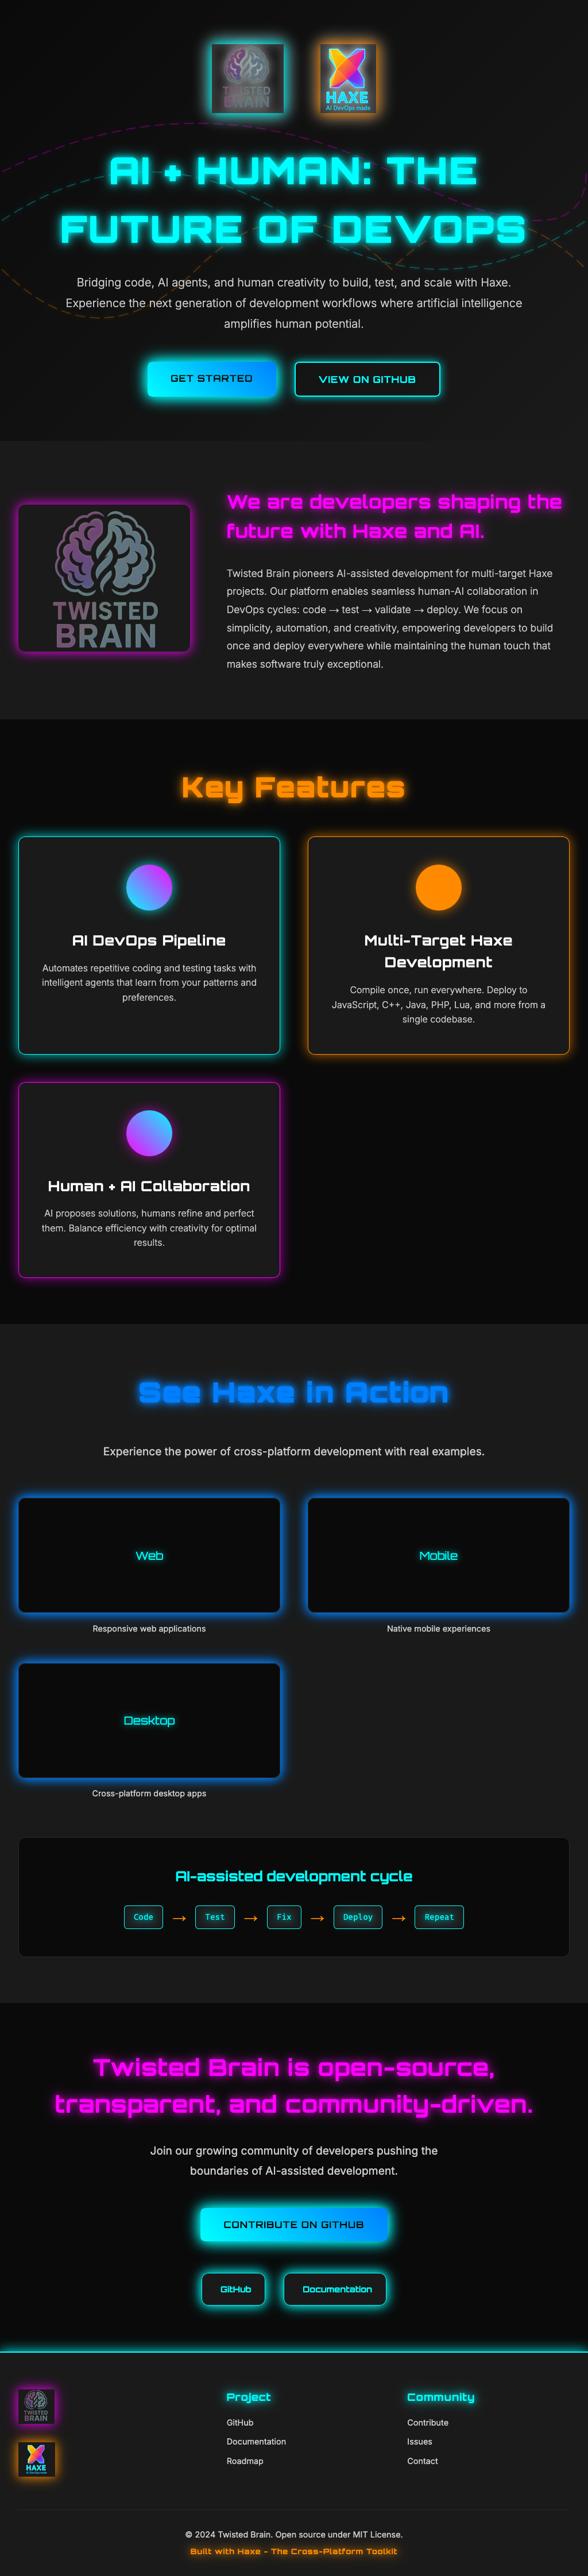 TWISTED
BRAIN
HAXE
AI DevOps made
AI + HUMAN: THE
FUTURE OF DEVOPS
Bridging code, AI agents, and human creativity to build, test, and scale with Haxe.
Experience the next generation of development workflows where artificial intelligence
amplifies human potential.
GET STARTED
VIEW ON GITHUB
TWISTED
BRAIN
We are developers shaping the
future with Haxe and AI.
Twisted Brain pioneers AI-assisted development for multi-target Haxe
projects. Our platform enables seamless human-AI collaboration in
DevOps cycles: code → test → validate → deploy. We focus on
simplicity, automation, and creativity, empowering developers to build
once and deploy everywhere while maintaining the human touch that
makes software truly exceptional.
Key Features
AI DevOps Pipeline
Automates repetitive coding and testing tasks with
intelligent agents that learn from your patterns and
preferences.
Multi-Target Haxe
Development
Compile once, run everywhere. Deploy to
JavaScript, C++, Java, PHP, Lua, and more from a
single codebase.
Human + AI Collaboration
AI proposes solutions, humans refine and perfect
them. Balance efficiency with creativity for optimal
results.
See Haxe in Action
Experience the power of cross-platform development with real examples.
Web
Responsive web applications
Mobile
Native mobile experiences
Desktop
Cross-platform desktop apps
AI-assisted development cycle
Code → Test → Fix → Deploy → Repeat
Twisted Brain is open-source,
transparent, and community-driven.
Join our growing community of developers pushing the
boundaries of AI-assisted development.
CONTRIBUTE ON GITHUB
GitHub
Documentation
TWISTED
BRAIN
HAXE
Project
GitHub
Documentation
Roadmap
Community
Contribute
Issues
Contact
© 2024 Twisted Brain. Open source under MIT License.
Built with Haxe - The Cross-Platform Toolkit